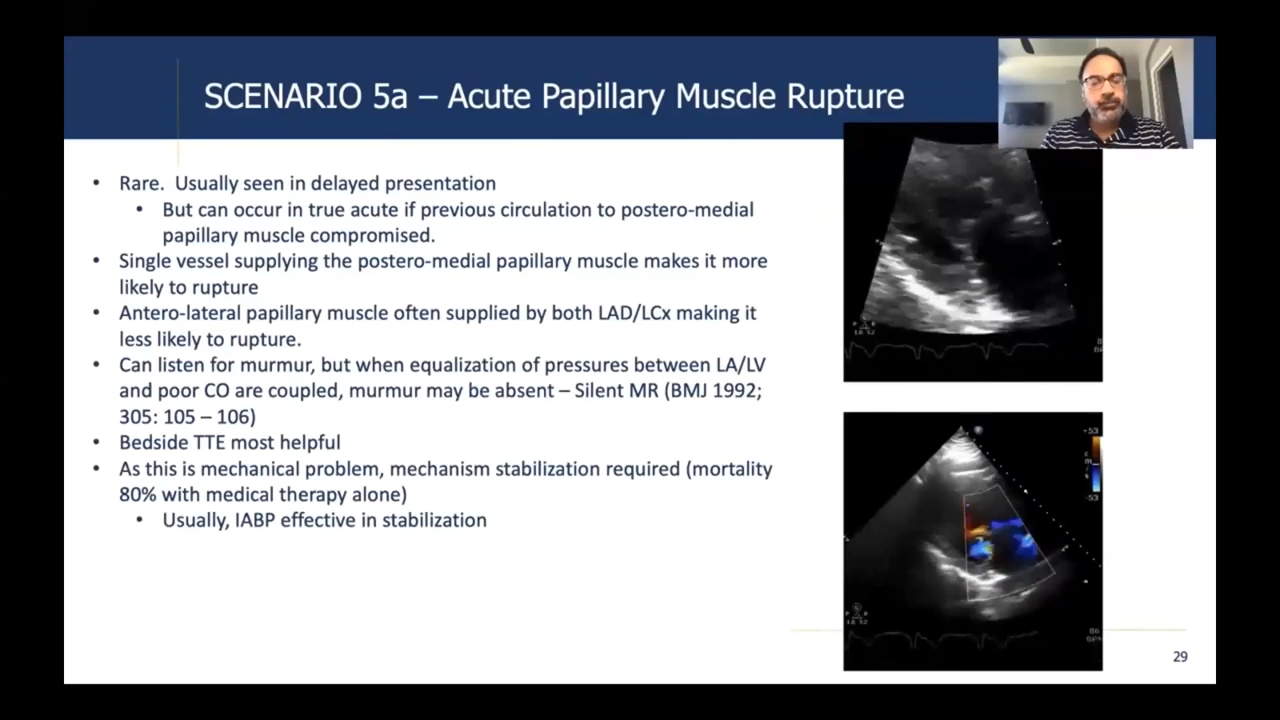 SCENARIO 5a – Acute Papillary Muscle Rupture
• Rare.  Usually seen in delayed presentation
• But can occur in true acute if previous circulation to postero-medial
papillary muscle compromised.
• Single vessel supplying the postero-medial papillary muscle makes it more
likely to rupture
• Antero-lateral papillary muscle often supplied by both LAD/LCx making it
less likely to rupture.
• Can listen for murmur, but when equalization of pressures between LA/LV
and poor CO are coupled, murmur may be absent – Silent MR (BMJ 1992;
305: 105 – 106)
• Bedside TTE most helpful
• As this is mechanical problem, mechanism stabilization required (mortality
80% with medical therapy alone)
• Usually, IABP effective in stabilization
+53
-53
29